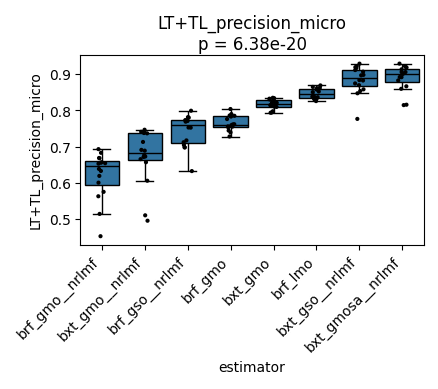 LT+TL_precision_micro
p = 6.38e-20
LT+TL_precision_micro
0.9
0.8
0.7
0.6
0.5
brf_gmo__nrlmf
bxt_gmo__nrlmf
brf_gso__nrlmf
brf_gmo
bxt_gmo
brf_lmo
bxt_gso__nrlmf
bxt_gmosa__nrlmf
estimator